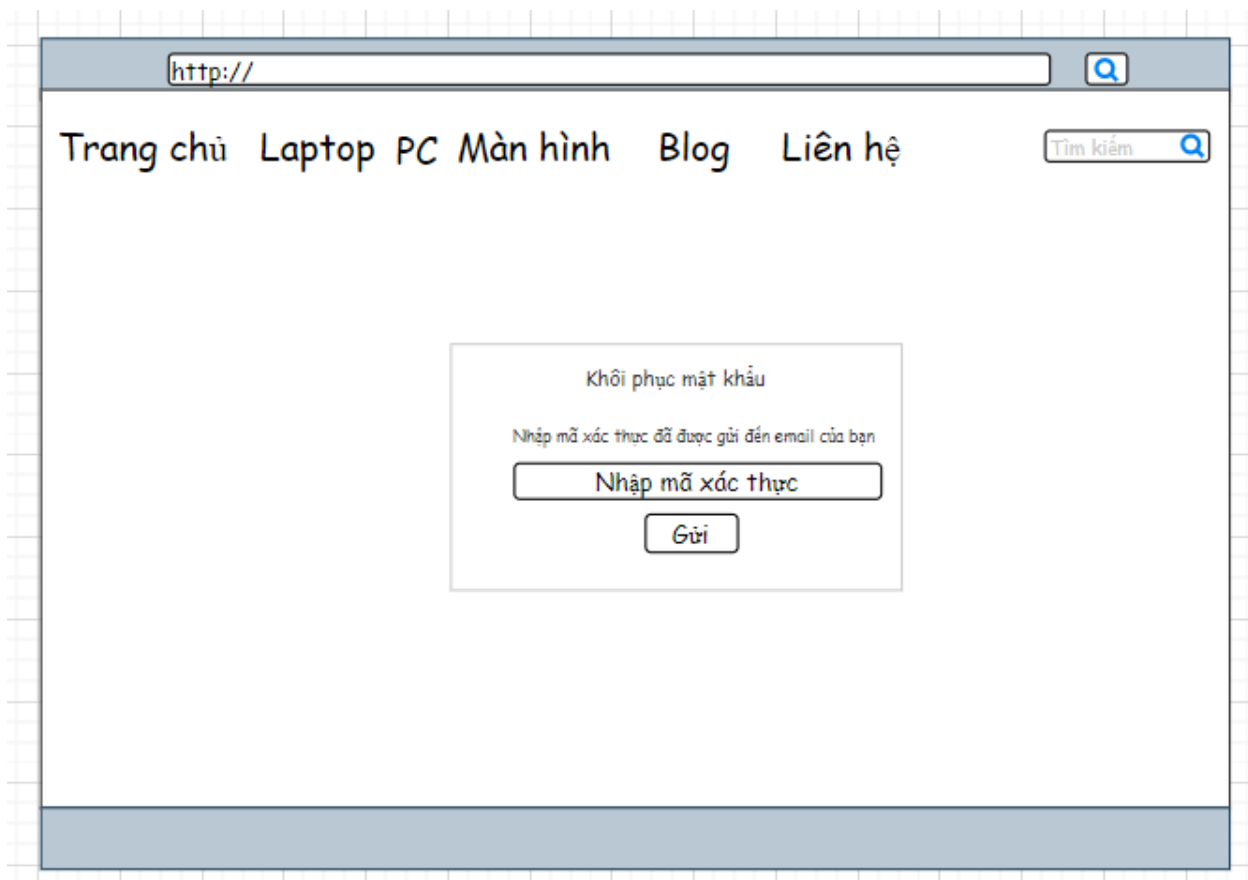 http://
Trang chủ Laptop PC Màn hình Blog Liên hệ Tìm kiếm
Khôi phục mật khẩu
Nhập mã xác thực đã được gửi đến email của bạn
Nhập mã xác thực
Gửi